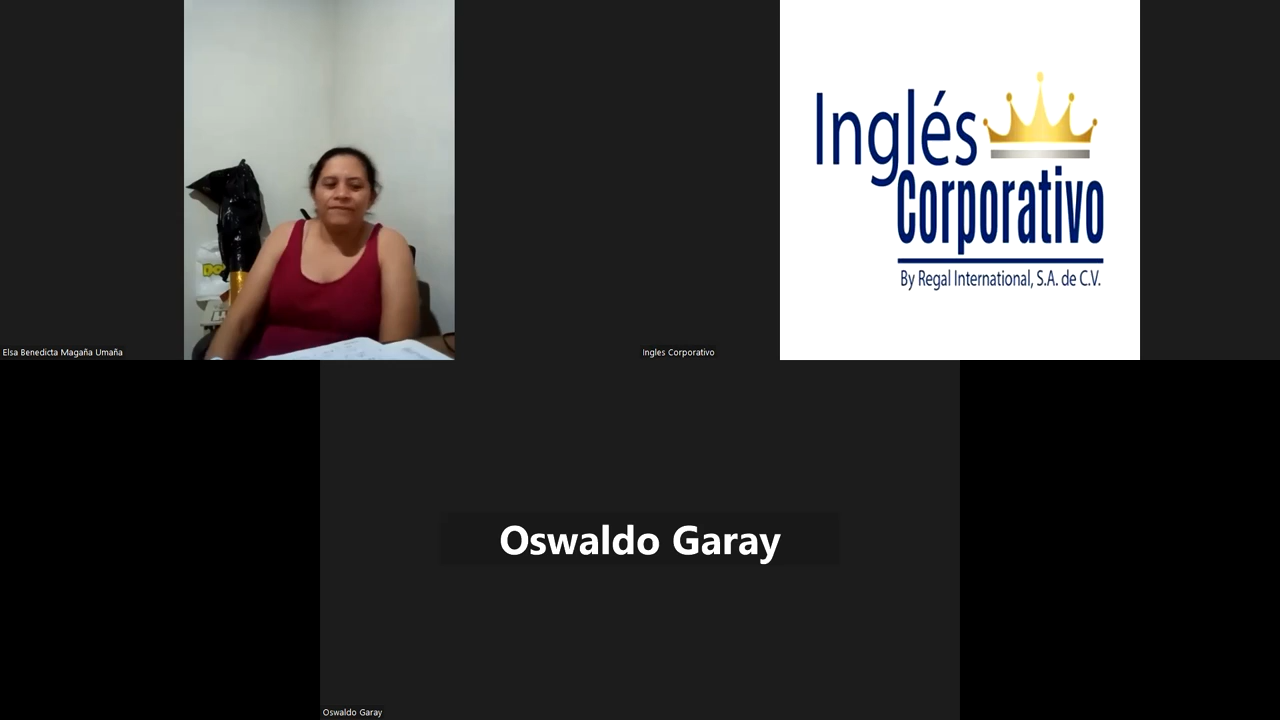 Inglés
Corporativo
By Regal International, S.A. de C.V.
Elsa Benedicta Magaña Umaña
Ingles Corporativo
Oswaldo Garay
Oswaldo Garay